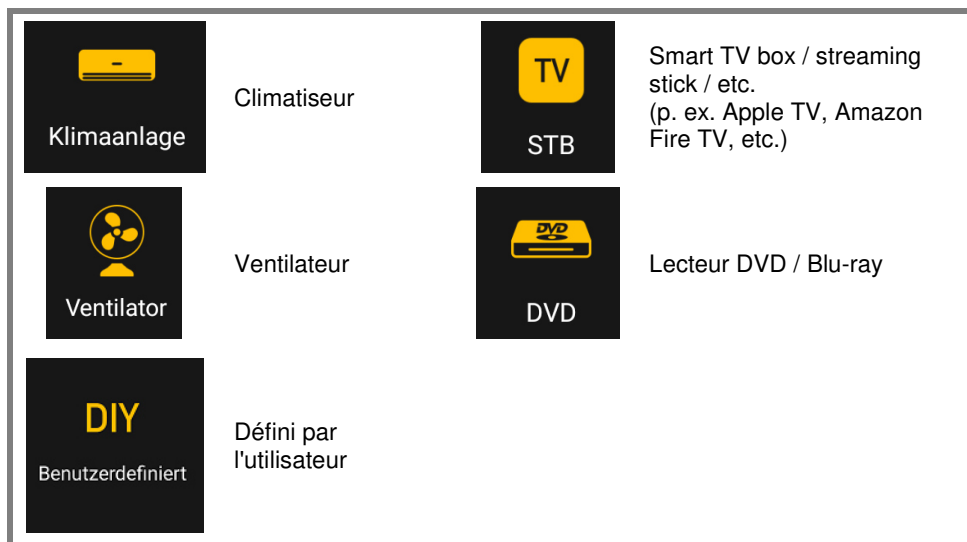 Klimaanlage
Climatiseur
TV
STB
Smart TV box / streaming
stick / etc.
(p. ex. Apple TV, Amazon
Fire TV, etc.)
Ventilator
Ventilateur
DVD
DVD
Lecteur DVD / Blu-ray
DIY
Benutzerdefiniert
Défini par
l'utilisateur